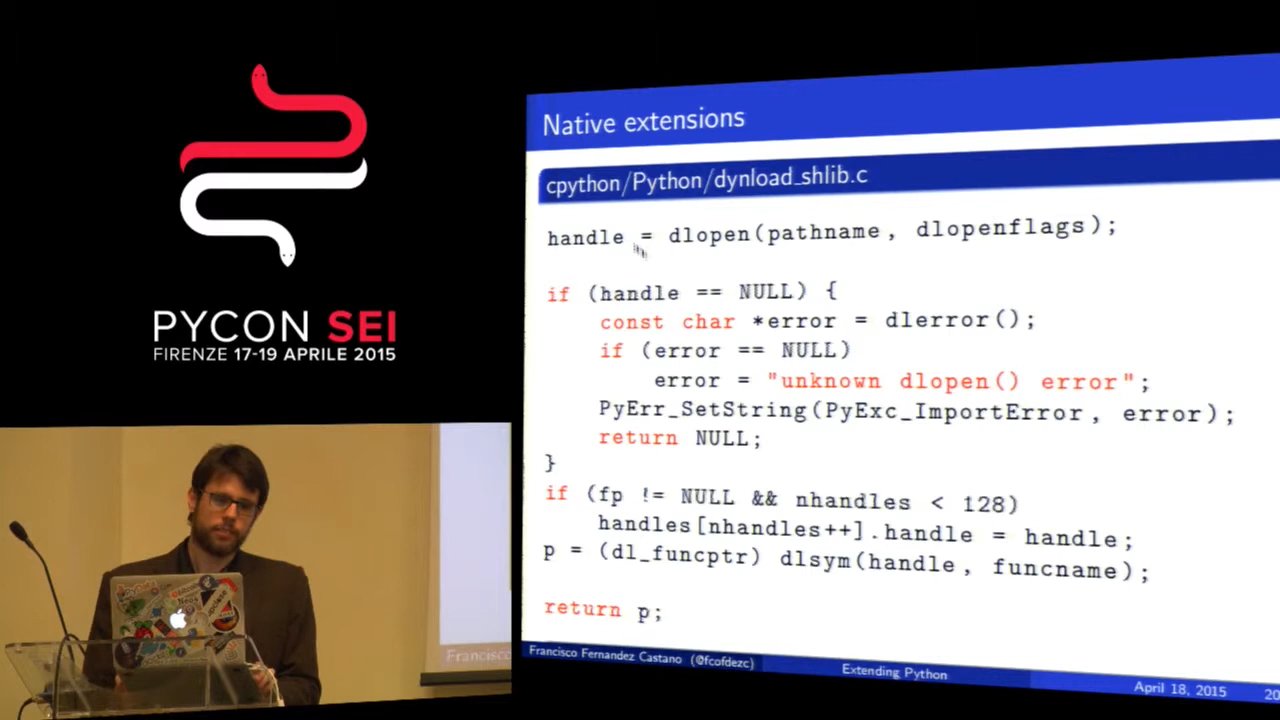 PYCON SEI
FIRENZE 17-19 APRILE 2015
Native extensions
cpython/Python/dynload_shlib.c
handle = dlopen(pathname, dlopenflags);
if (handle == NULL) {
const char *error = dlerror();
if (error == NULL)
error = "unknown dlopen() error";
PyErr_SetString(PyExc_ImportError, error);
return NULL;
}
if (fp != NULL && nhandles < 128)
handles[nhandles++].handle = handle;
p = (dl_funcptr) dlsym(handle, funcname);
return p;
Francisco Fernandez Castano (@fcofdezc)
Extending Python
April 18, 2015
20
Francisco